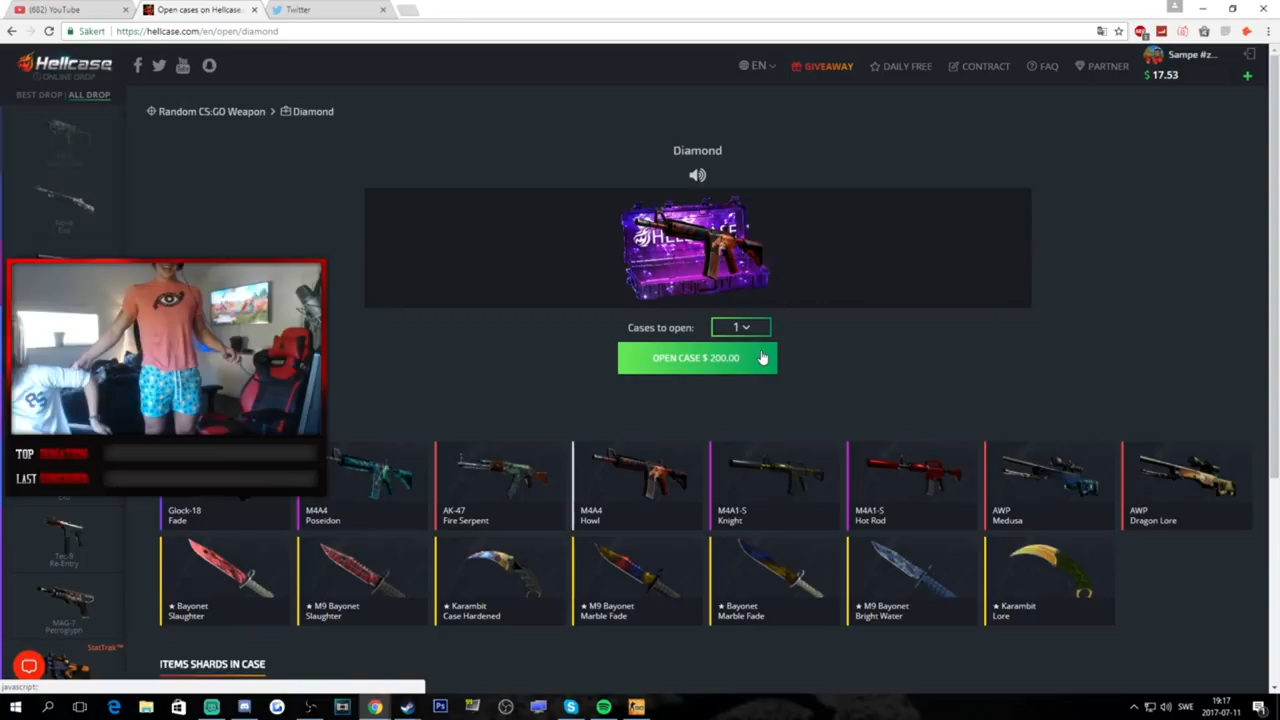 (682) YouTube
Open cases on Hellcase
Twitter
Säkert
https://hellcase.com/en/open/diamond
Hellcase
ONLINE DROP
EN
GIVEAWAY
DAILY FREE
CONTRACT
FAQ
PARTNER
Sampe #z...
$ 17.53
BEST DROP | ALL DROP
Random CS:GO Weapon > Diamond
Diamond
Nova
Cases to open: 1
OPEN CASE $ 200.00
TOP
LAST
Glock-18
Fade
M4A4
Poseidon
AK-47
Fire Serpent
M4A4
Howl
M4A1-S
Knight
M4A1-S
Hot Rod
AWP
Medusa
AWP
Dragon Lore
★ Bayonet
Slaughter
★ M9 Bayonet
Slaughter
★ Karambit
Case Hardened
★ M9 Bayonet
Marble Fade
★ Bayonet
Marble Fade
★ M9 Bayonet
Bright Water
★ Karambit
Lore
Tec-9
Re-Entry
MAG-7
Petroglyph
StatTrak™
ITEMS SHARDS IN CASE
javascript:
SWE
19:17
2017-07-11